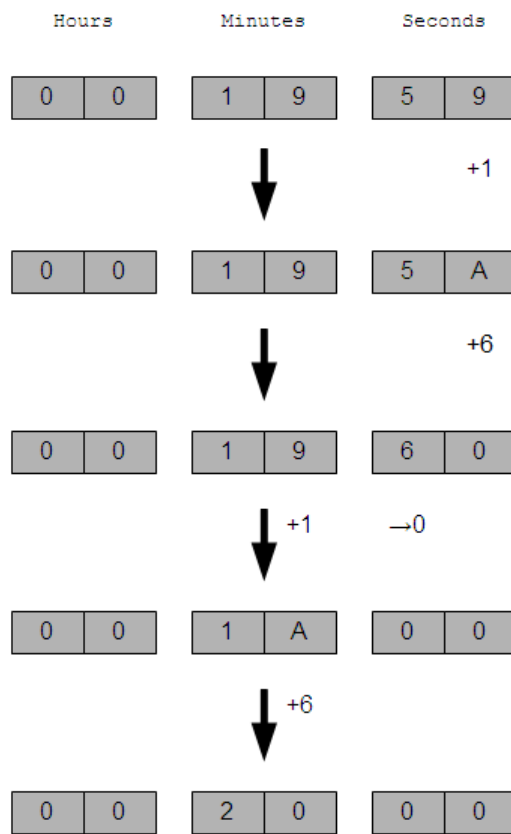 Hours Minutes Seconds
0 0 1 9 5 9
+1
0 0 1 9 5 A
+6
0 0 1 9 6 0
+1 →0
0 0 1 A 0 0
+6
0 0 2 0 0 0